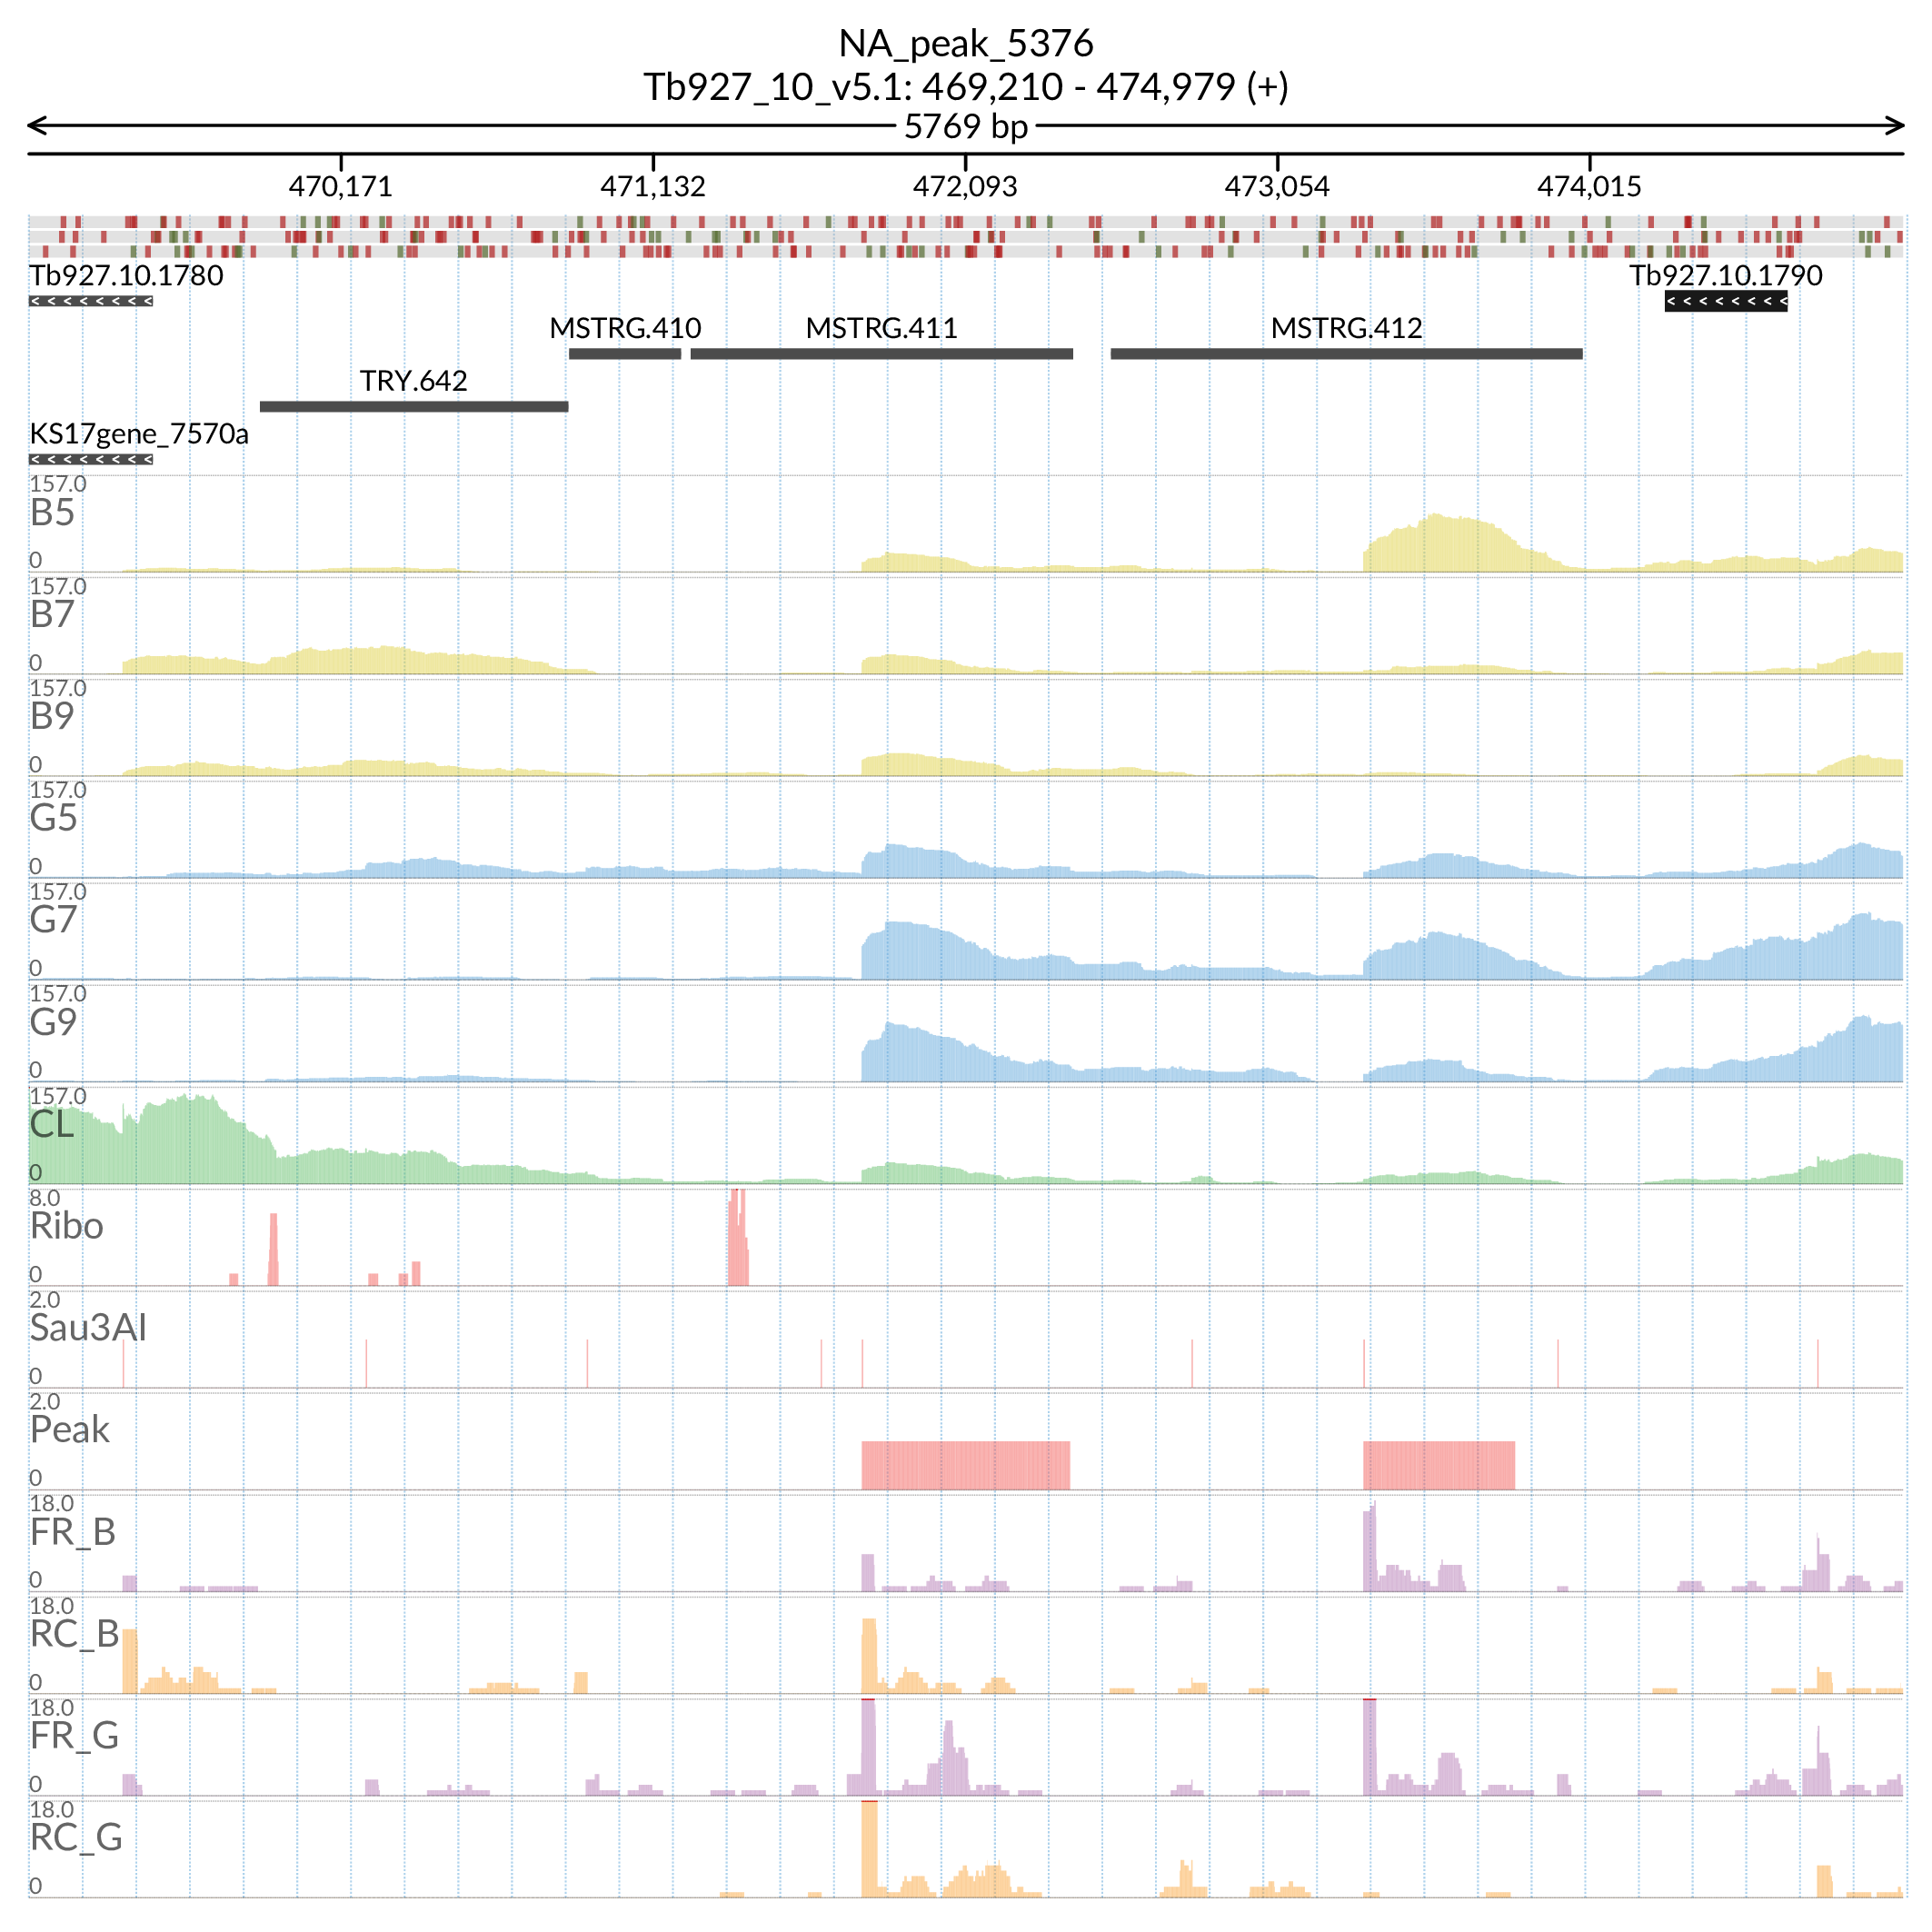 NA_peak_5376
Tb927_10_v5.1: 469,210 - 474,979 (+)
5769 bp
470,171 471,132 472,093 473,054 474,015
Tb927.10.1780 Tb927.10.1790
MSTRG.410 MSTRG.411 MSTRG.412
TRY.642
KS17gene_7570a
157.0
B5
0
157.0
B7
0
157.0
B9
0
157.0
G5
0
157.0
G7
0
157.0
G9
0
157.0
CL
0
8.0
Ribo
0
2.0
Sau3AI
0
2.0
Peak
0
18.0
FR_B
0
18.0
RC_B
0
18.0
FR_G
0
18.0
RC_G
0